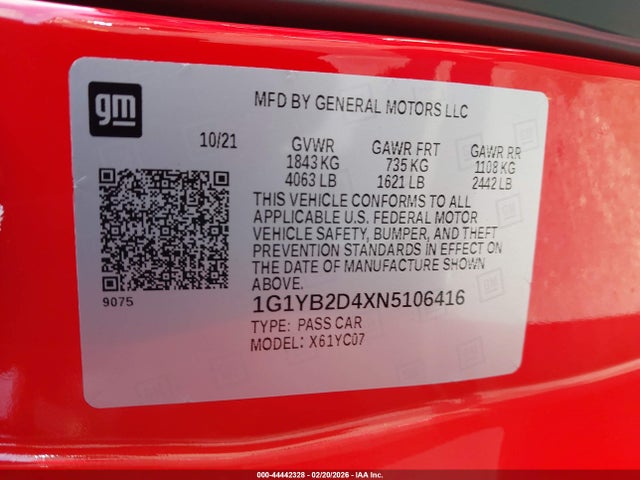 gm
MFD BY GENERAL MOTORS LLC
10/21
GVWR GAWR FRT GAWR RR
1843 KG 735 KG 1108 KG
4063 LB 1621 LB 2442 LB
THIS VEHICLE CONFORMS TO ALL
APPLICABLE U.S. FEDERAL MOTOR
VEHICLE SAFETY, BUMPER, AND THEFT
PREVENTION STANDARDS IN EFFECT ON
THE DATE OF MANUFACTURE SHOWN
ABOVE.
9075
1G1YB2D4XN5106416
TYPE: PASS CAR
MODEL: X61YC07
000-44442328 - 02/20/2026 - IAA Inc.